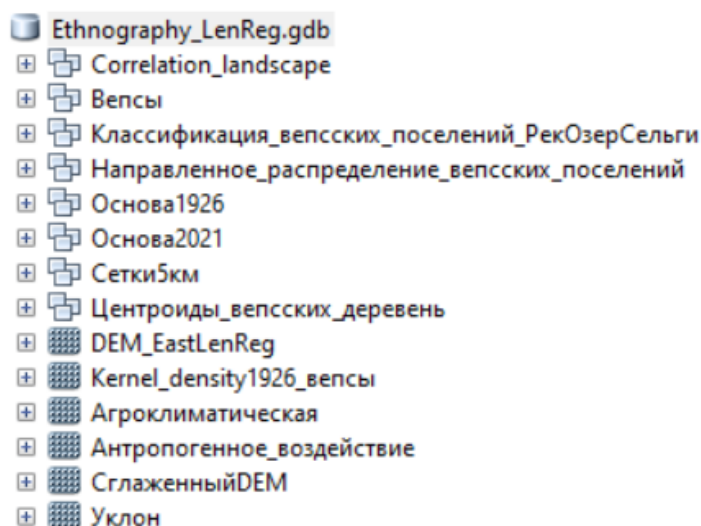 Ethnography_LenReg.gdb
Correlation_landscape
Вепсы
Классификация_вепсских_поселений_РекОзерСельги
Направленное_распределение_вепсских_поселений
Основа1926
Основа2021
Сетки5км
Центроиды_вепсских_деревень
DEM_EastLenReg
Kernel_density1926_вепсы
Агроклиматическая
Антропогенное_воздействие
СглаженныйDEM
Уклон